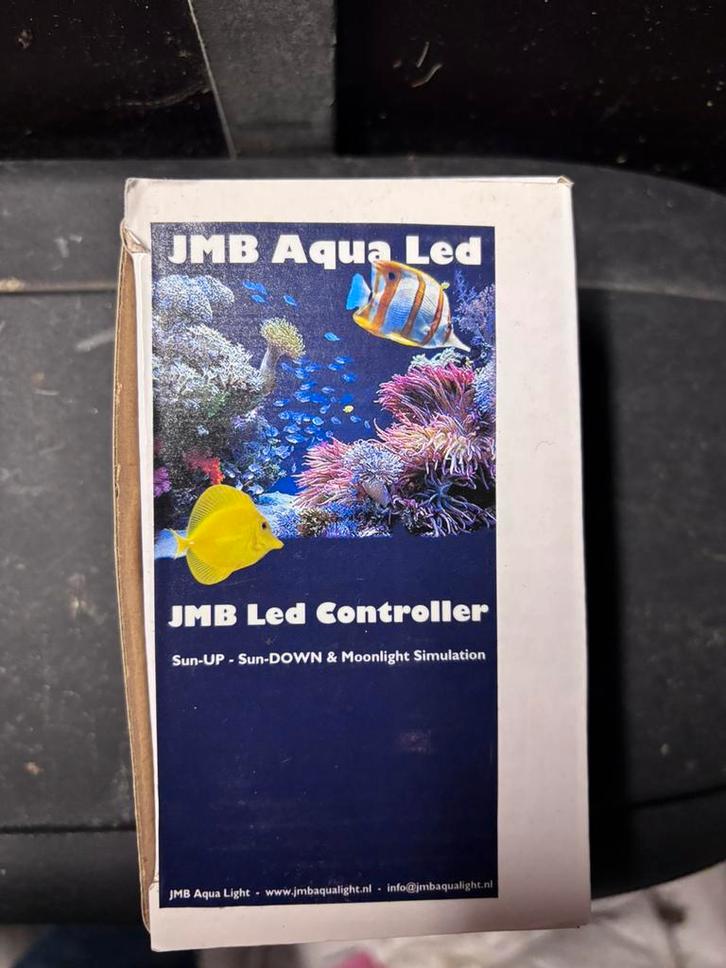 JMB Aqua Led
JMB Led Controller
Sun-UP - Sun-DOWN & Moonlight Simulation
JMB Aqua Light - www.jmbaqualight.nl - info@jmbaqualight.nl